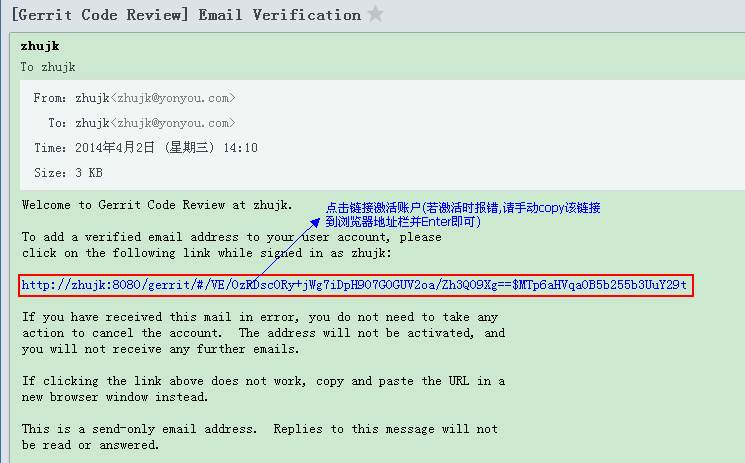 [Gerrit Code Review] Email Verification
zhujk
To zhujk
From: zhujk<zhujk@yonyou.com>
To: zhujk<zhujk@yonyou.com>
Time: 2014年4月2日 (星期三) 14:10
Size: 3 KB
Welcome to Gerrit Code Review at zhujk.
点击链接激活账户(若激活时报错,请手动copy该链接
到浏览器地址栏并Enter即可)
To add a verified email address to your user account, please
click on the following link while signed in as zhujk:
http://zhujk:8080/gerrit/#/VE/0zRDscORy+jWg7iDpH9O7GOGUV2oa/Zh3QO9Xg==$MTp6aHVqa0B5b255b3UuY29t
If you have received this mail in error, you do not need to take any
action to cancel the account.  The address will not be activated, and
you will not receive any further emails.
If clicking the link above does not work, copy and paste the URL in a
new browser window instead.
This is a send-only email address.  Replies to this message will not
be read or answered.